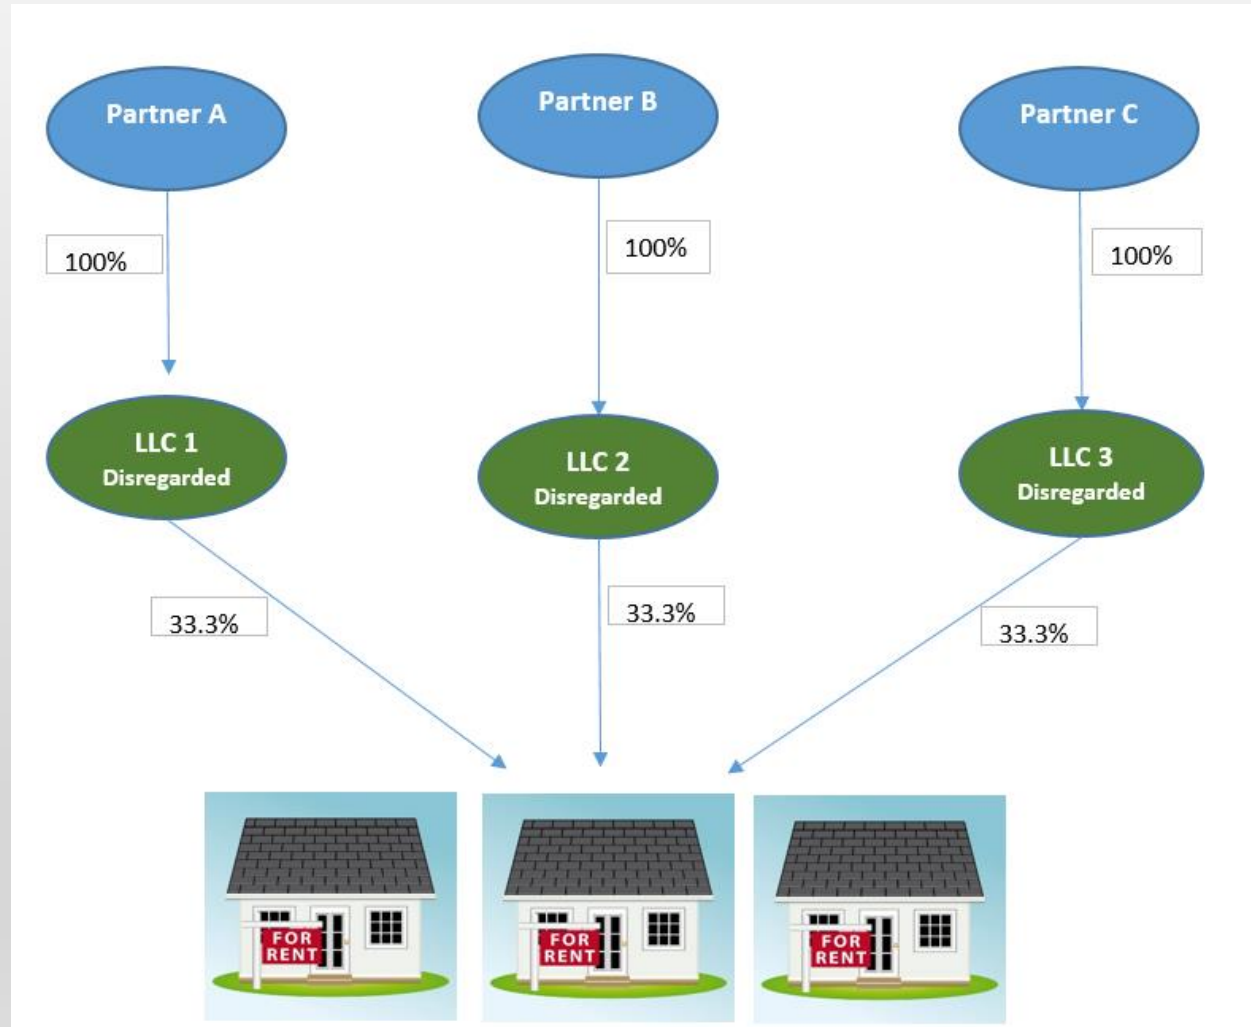 Partner A
Partner B
Partner C
100%
100%
100%
LLC 1
Disregarded
LLC 2
Disregarded
LLC 3
Disregarded
33.3%
33.3%
33.3%
FOR
RENT
FOR
RENT
FOR
RENT